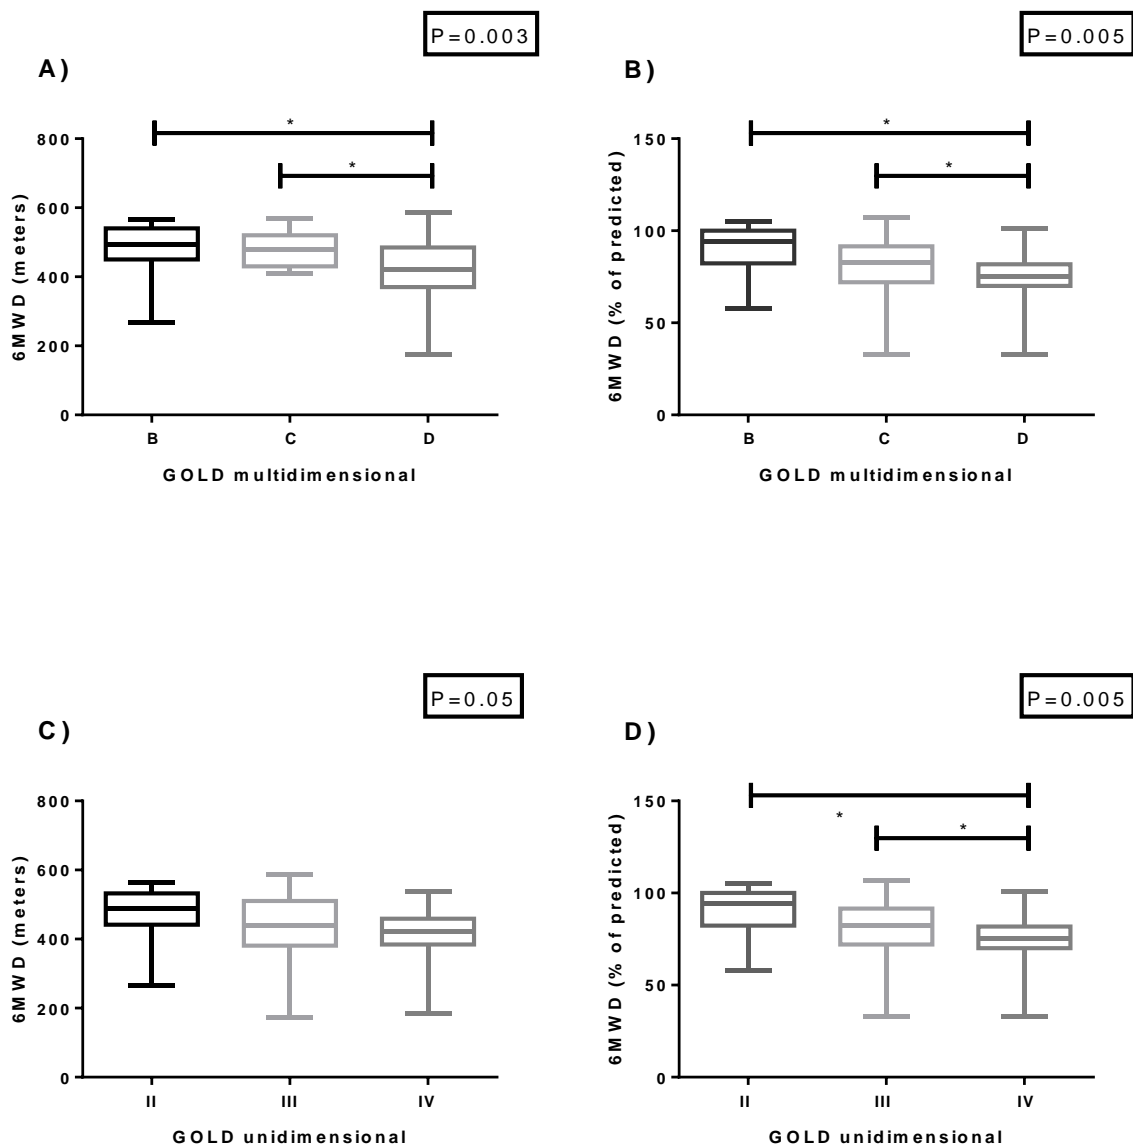 P=0.003
A)
*
*
800
600
400
200
0
6MWD (meters)
B
C
D
GOLD multidimensional
P=0.005
B)
*
*
150
100
50
0
6MWD (% of predicted)
B
C
D
GOLD multidimensional
P=0.05
C)
800
600
400
200
0
6MWD (meters)
II
III
IV
GOLD unidimensional
P=0.005
D)
*
*
150
100
50
0
6MWD (% of predicted)
II
III
IV
GOLD unidimensional